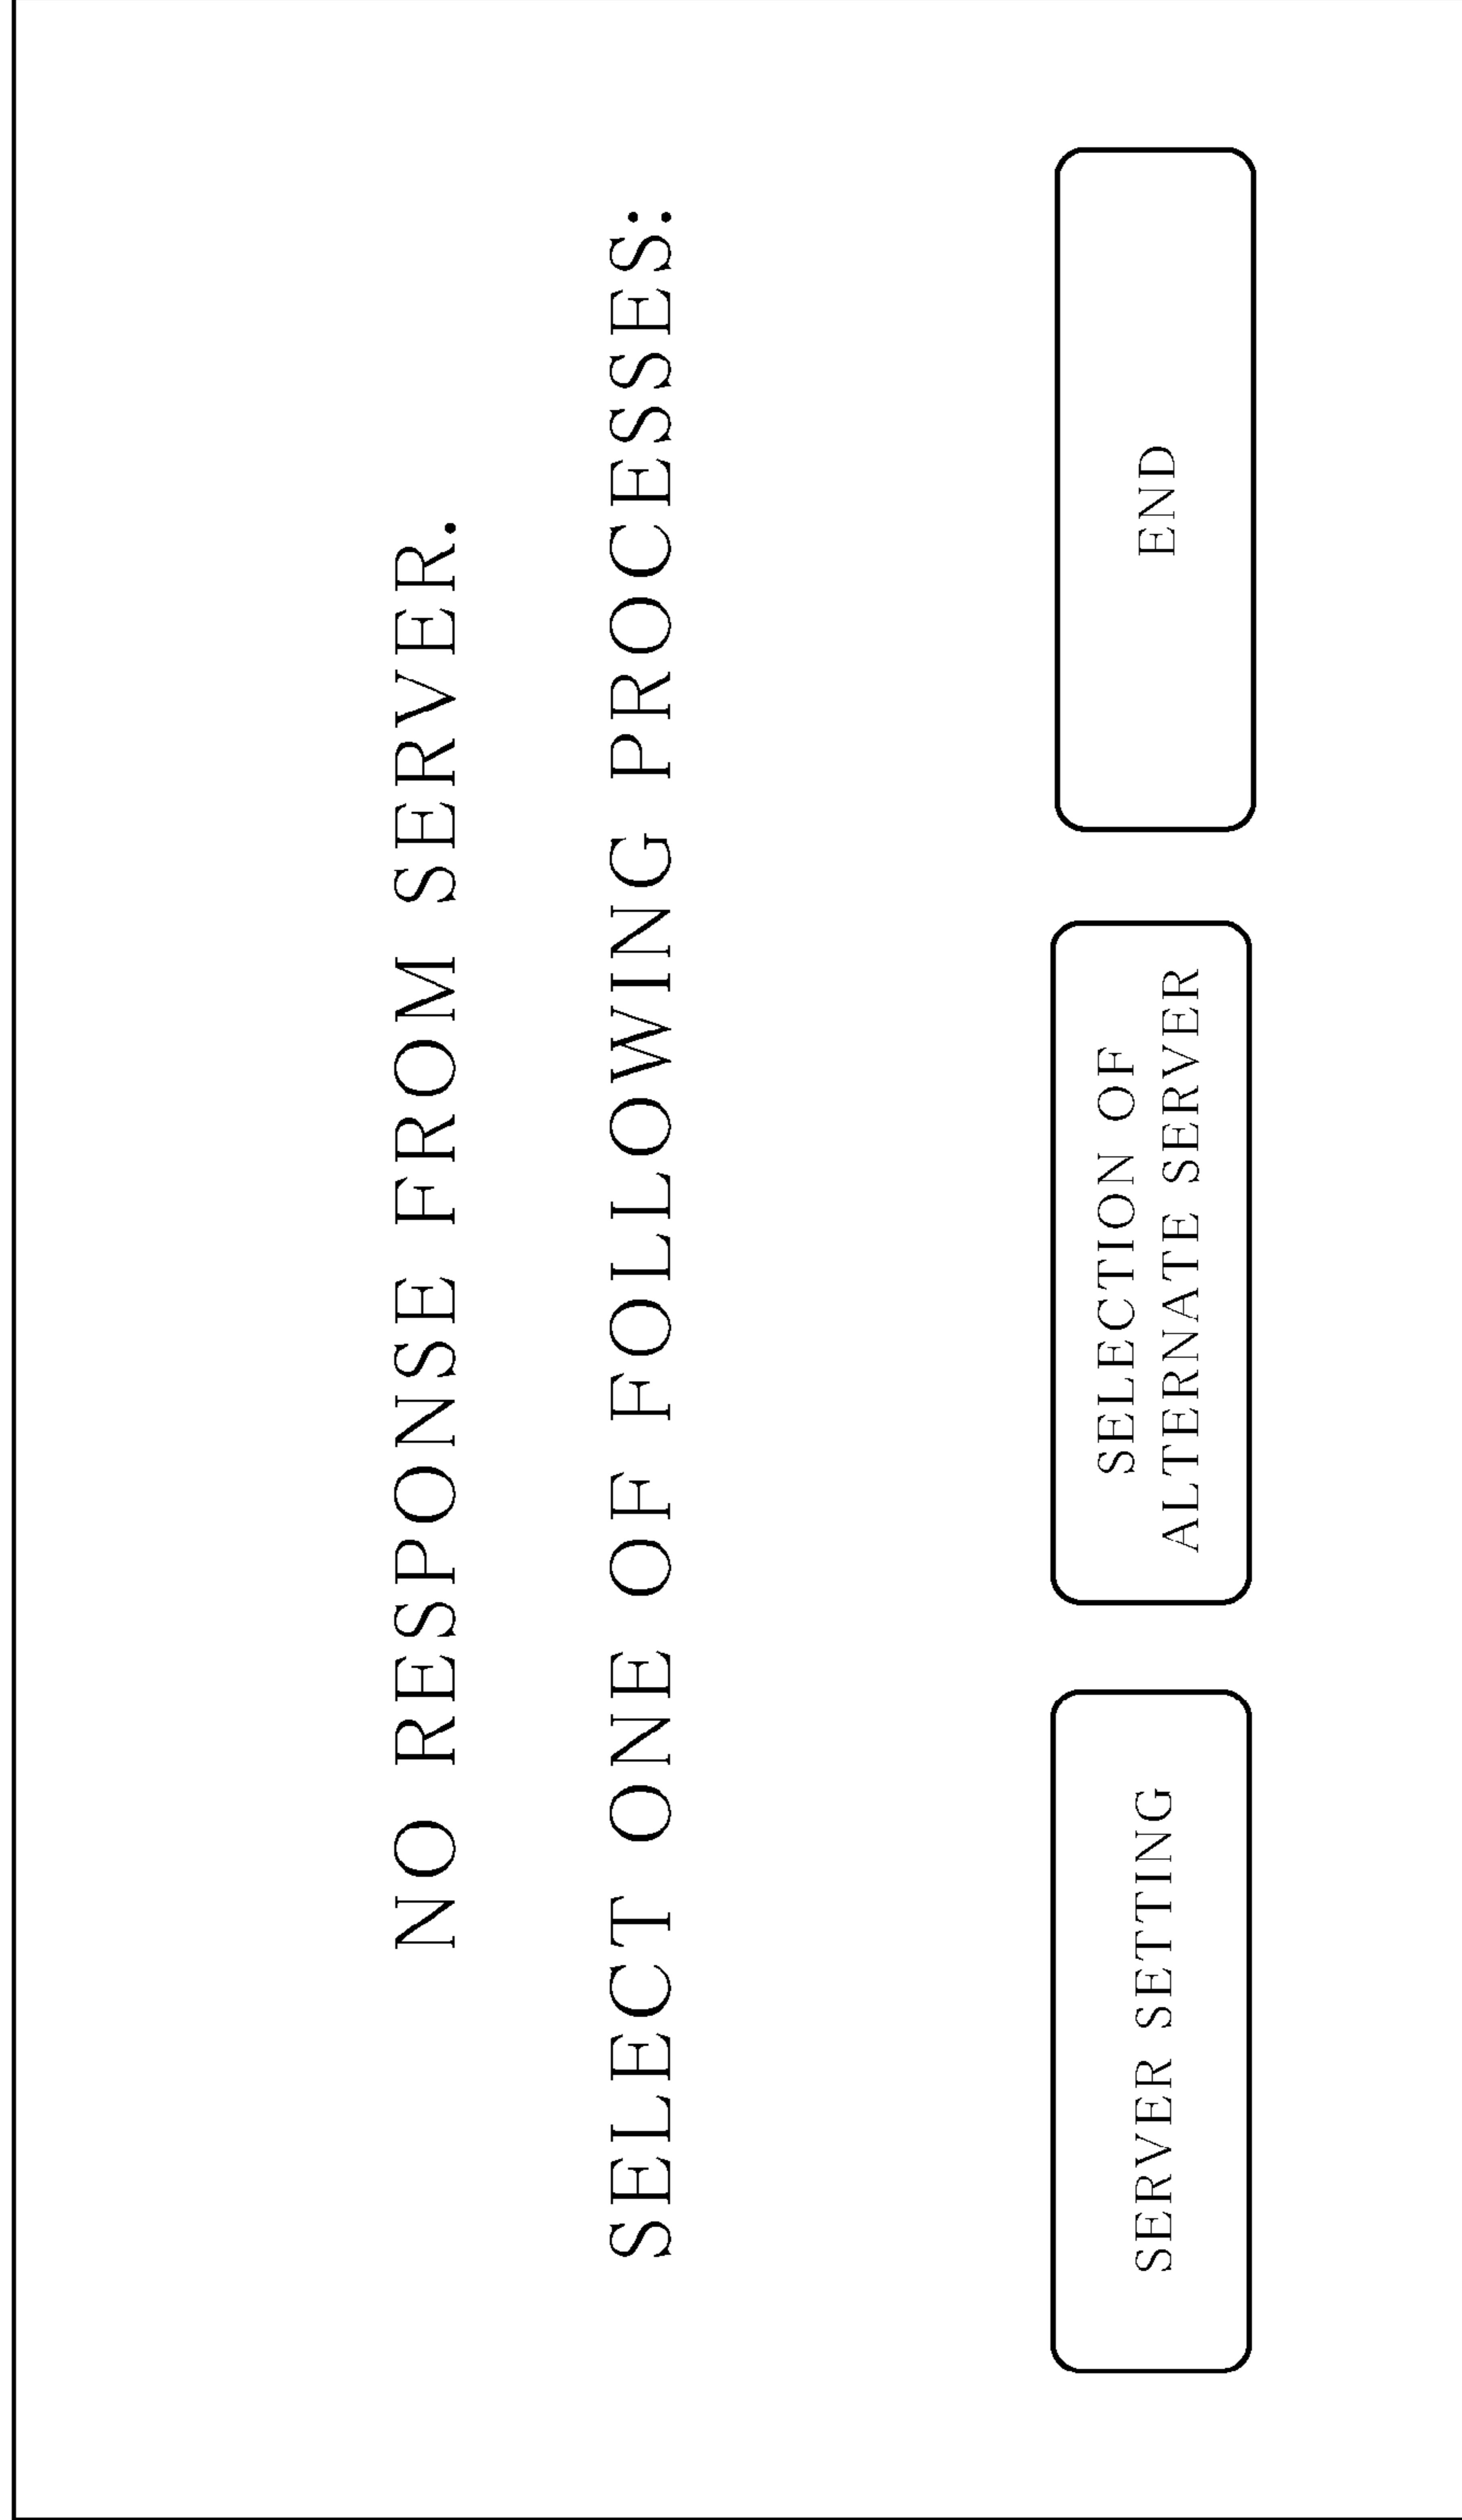 NO RESPONSE FROM SERVER.
SELECT ONE OF FOLLOWING PROCESSES:
SERVER SETTING
SELECTION OF
ALTERNATE SERVER
END